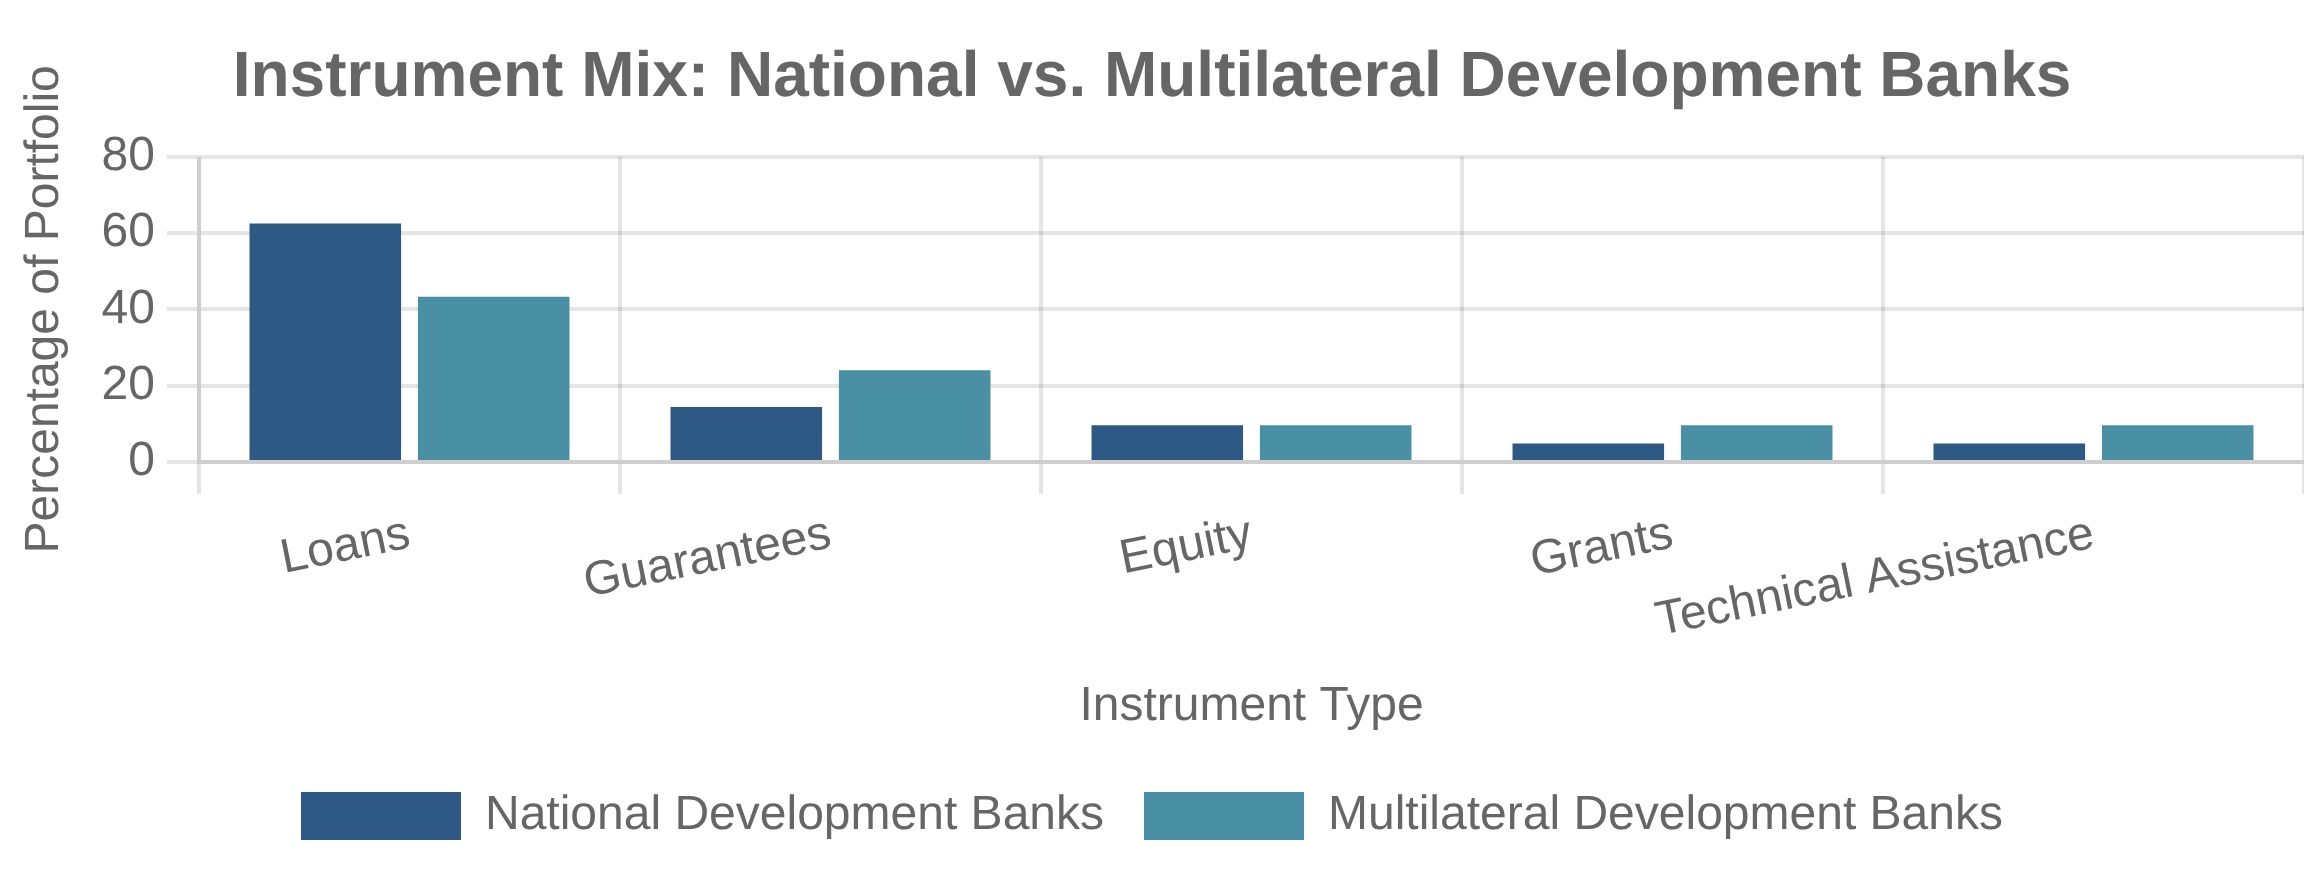 Instrument Mix: National vs. Multilateral Development Banks
Percentage of Portfolio
80
60
40
20
0
Loans
Guarantees
Equity
Grants
Technical Assistance
Instrument Type
National Development Banks
Multilateral Development Banks